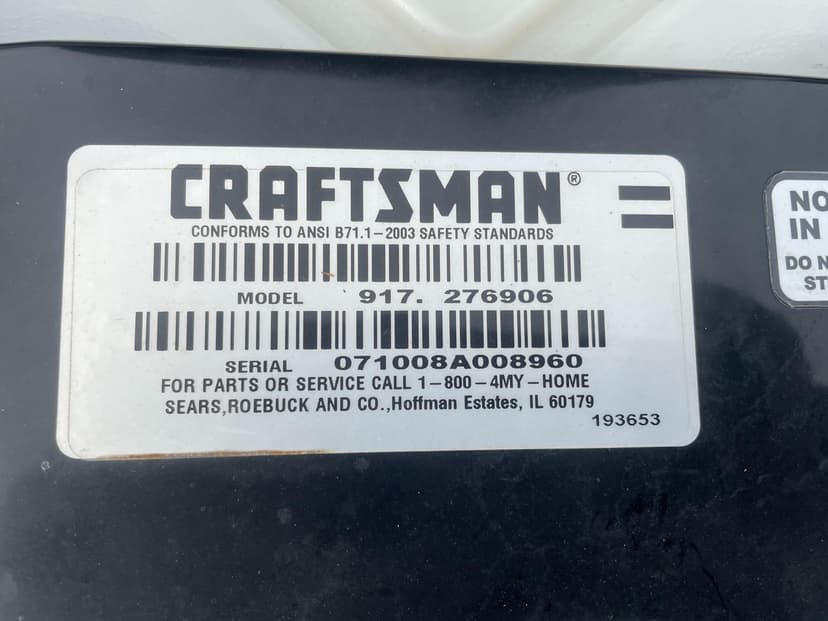 CRAFTSMAN®
CONFORMS TO ANSI B71.1–2003 SAFETY STANDARDS
MODEL 917. 276906
SERIAL 071008A008960
FOR PARTS OR SERVICE CALL 1–800–4MY–HOME
SEARS,ROEBUCK AND CO.,Hoffman Estates, IL 60179
193653
NO
IN
DO N
ST